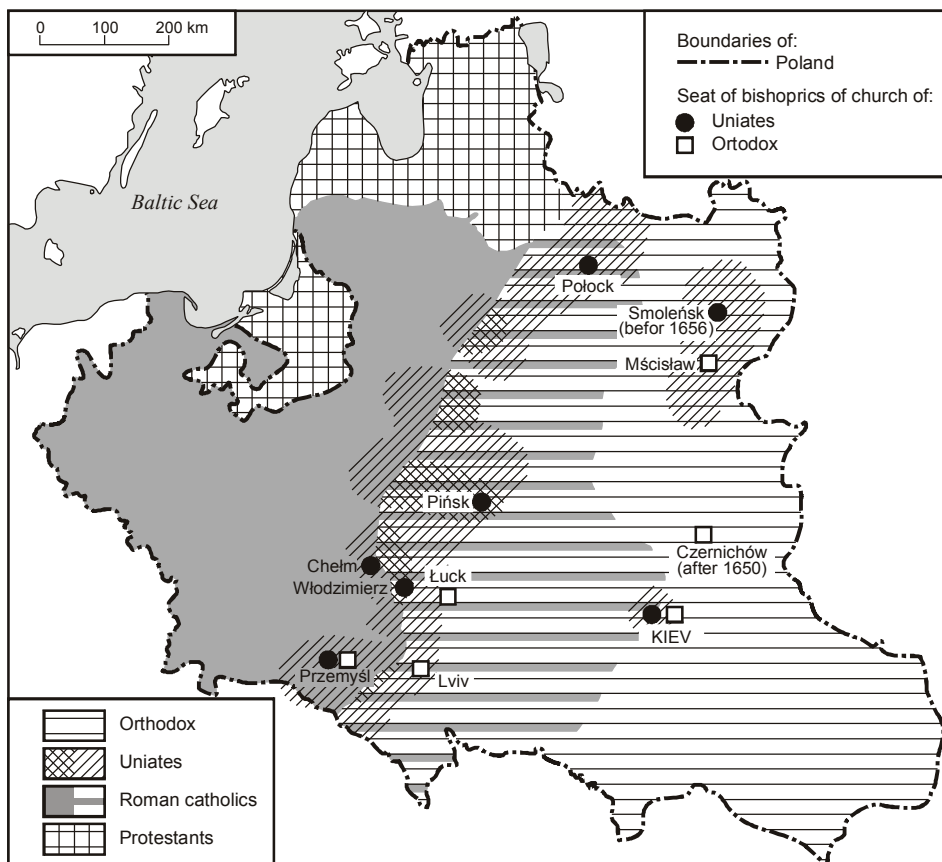 0 100 200 km
Boundaries of:
Poland
Seat of bishoprics of church of:
Uniates
Ortodox
Baltic Sea
Połock
Smoleńsk
(befor 1656)
Mścisław
Pińsk
Czernichów
(after 1650)
Chełm
Włodzimierz
Łuck
KIEV
Przemyśl
Lviv
Orthodox
Uniates
Roman catholics
Protestants